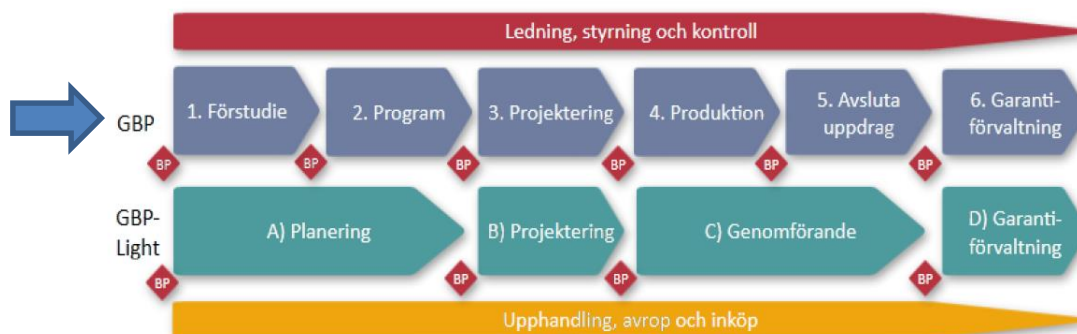 Ledning, styrning och kontroll
GBP
1. Förstudie
2. Program
3. Projektering
4. Produktion
5. Avsluta
uppdrag
6. Garanti-
förvaltning
BP
BP
BP
BP
BP
BP
GBP-
Light
A) Planering
B) Projektering
C) Genomförande
D) Garanti-
förvaltning
BP
BP
BP
BP
Upphandling, avrop och inköp